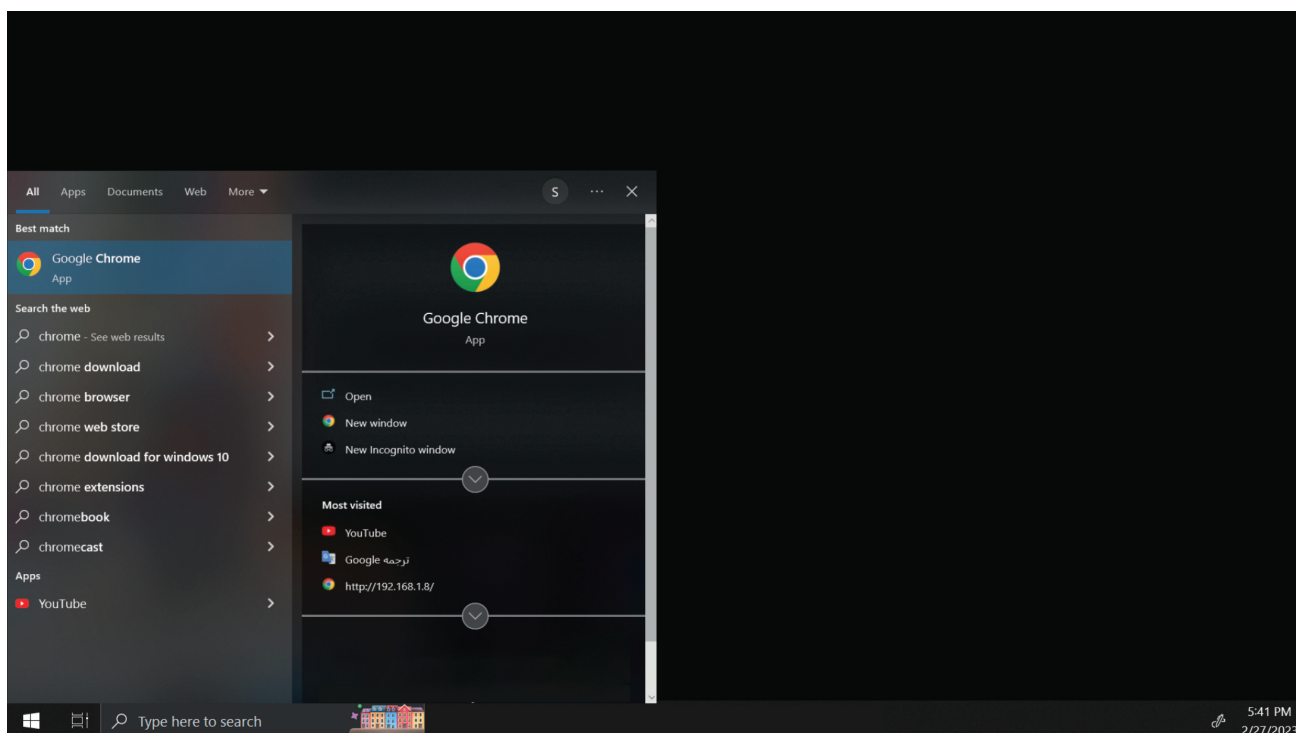 All Apps Documents Web More
S ...
Best match
Google Chrome
App
Search the web
chrome - See web results
chrome download
chrome browser
chrome web store
chrome download for windows 10
chrome extensions
chromebook
chromecast
Apps
YouTube
Google Chrome
App
Open
New window
New Incognito window
Most visited
YouTube
ترجمه Google
http://192.168.1.8/
Type here to search
5:41 PM
2/27/2023